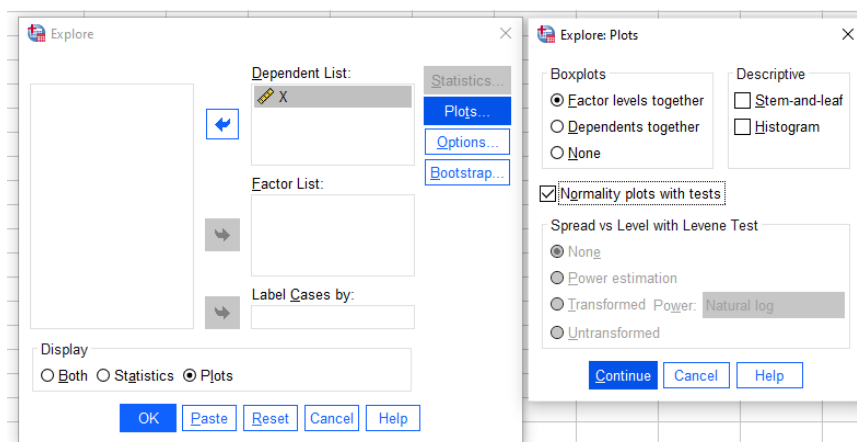 Explore
Dependent List:
X
Statistics...
Plots...
Options...
Bootstrap...
Factor List:
Label Cases by:
Display
Both Statistics Plots
OK Paste Reset Cancel Help
Explore: Plots
Boxplots
Factor levels together
Dependents together
None
Descriptive
Stem-and-leaf
Histogram
Normality plots with tests
Spread vs Level with Levene Test
None
Power estimation
Transformed Power: Natural log
Untransformed
Continue Cancel Help